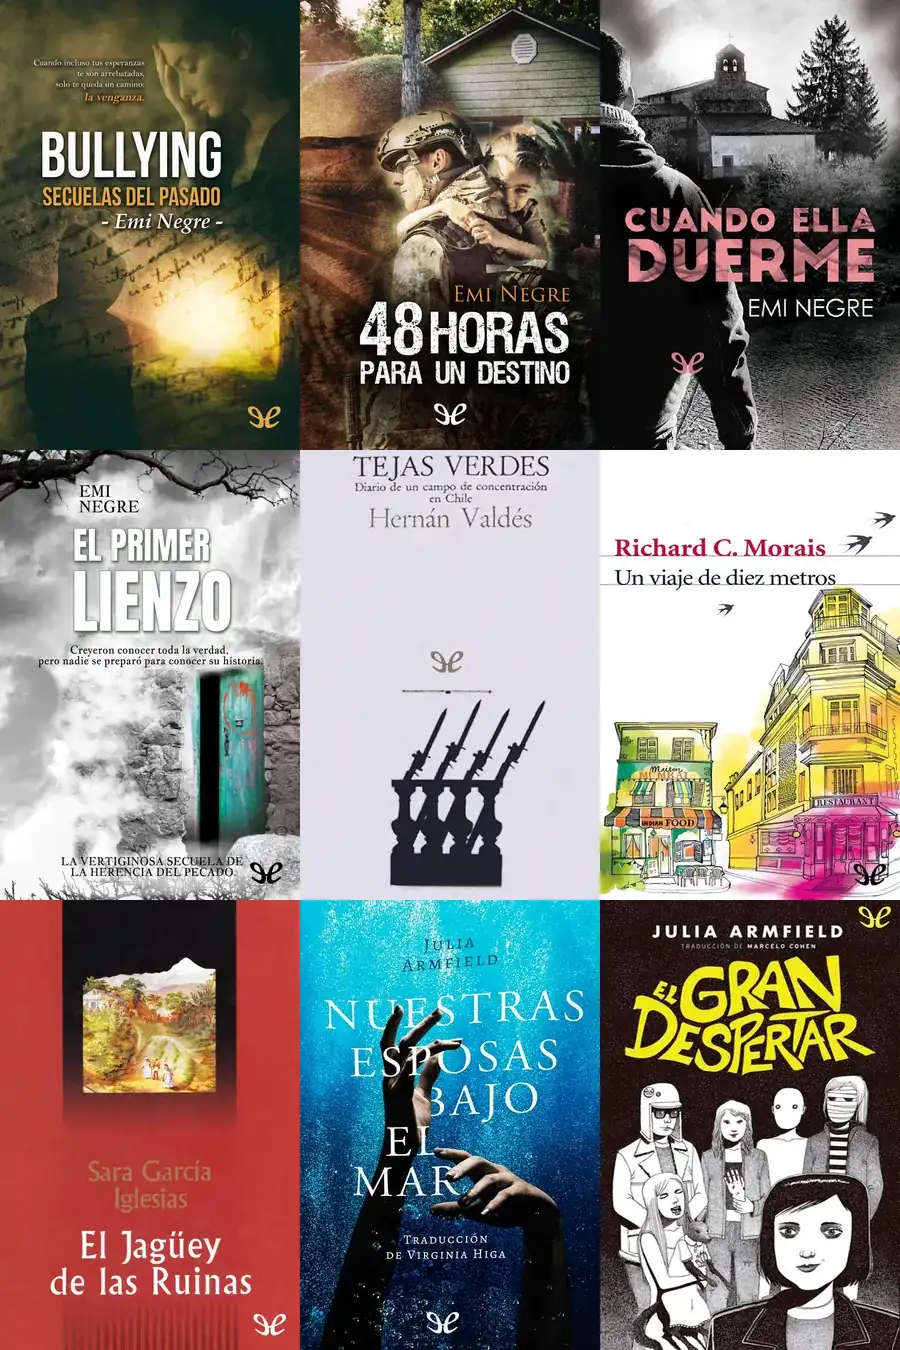 Cuando incluso tus esperanzas
te son arrebatadas,
solo te queda un camino:
la venganza.
BULLYING
SECUELAS DEL PASADO
- Emi Negre -
EMI NEGRE
48 HORAS
PARA UN DESTINO
CUANDO ELLA
DUERME
EMI NEGRE
EMI
NEGRE
EL PRIMER
LIENZO
Creyeron conocer toda la verdad,
pero nadie se preparó para conocer su historia.
LA VERTIGINOSA SECUELA DE
LA HERENCIA DEL PECADO.
TEJAS VERDES
Diario de un campo de concentración
en Chile
Hernán Valdés
Richard C. Morais
Un viaje de diez metros
Maison
MUMBAI
INDIAN FOOD
RESTAURANT
Sara García
Iglesias
El Jagüey
de las Ruinas
JULIA
ARMFIELD
NUESTRAS
ESPOSAS
BAJO
EL
MAR
TRADUCCIÓN
DE VIRGINIA HIGA
JULIA ARMFIELD
TRADUCCIÓN DE MARCELO COHEN
EL GRAN
DESPERTAR